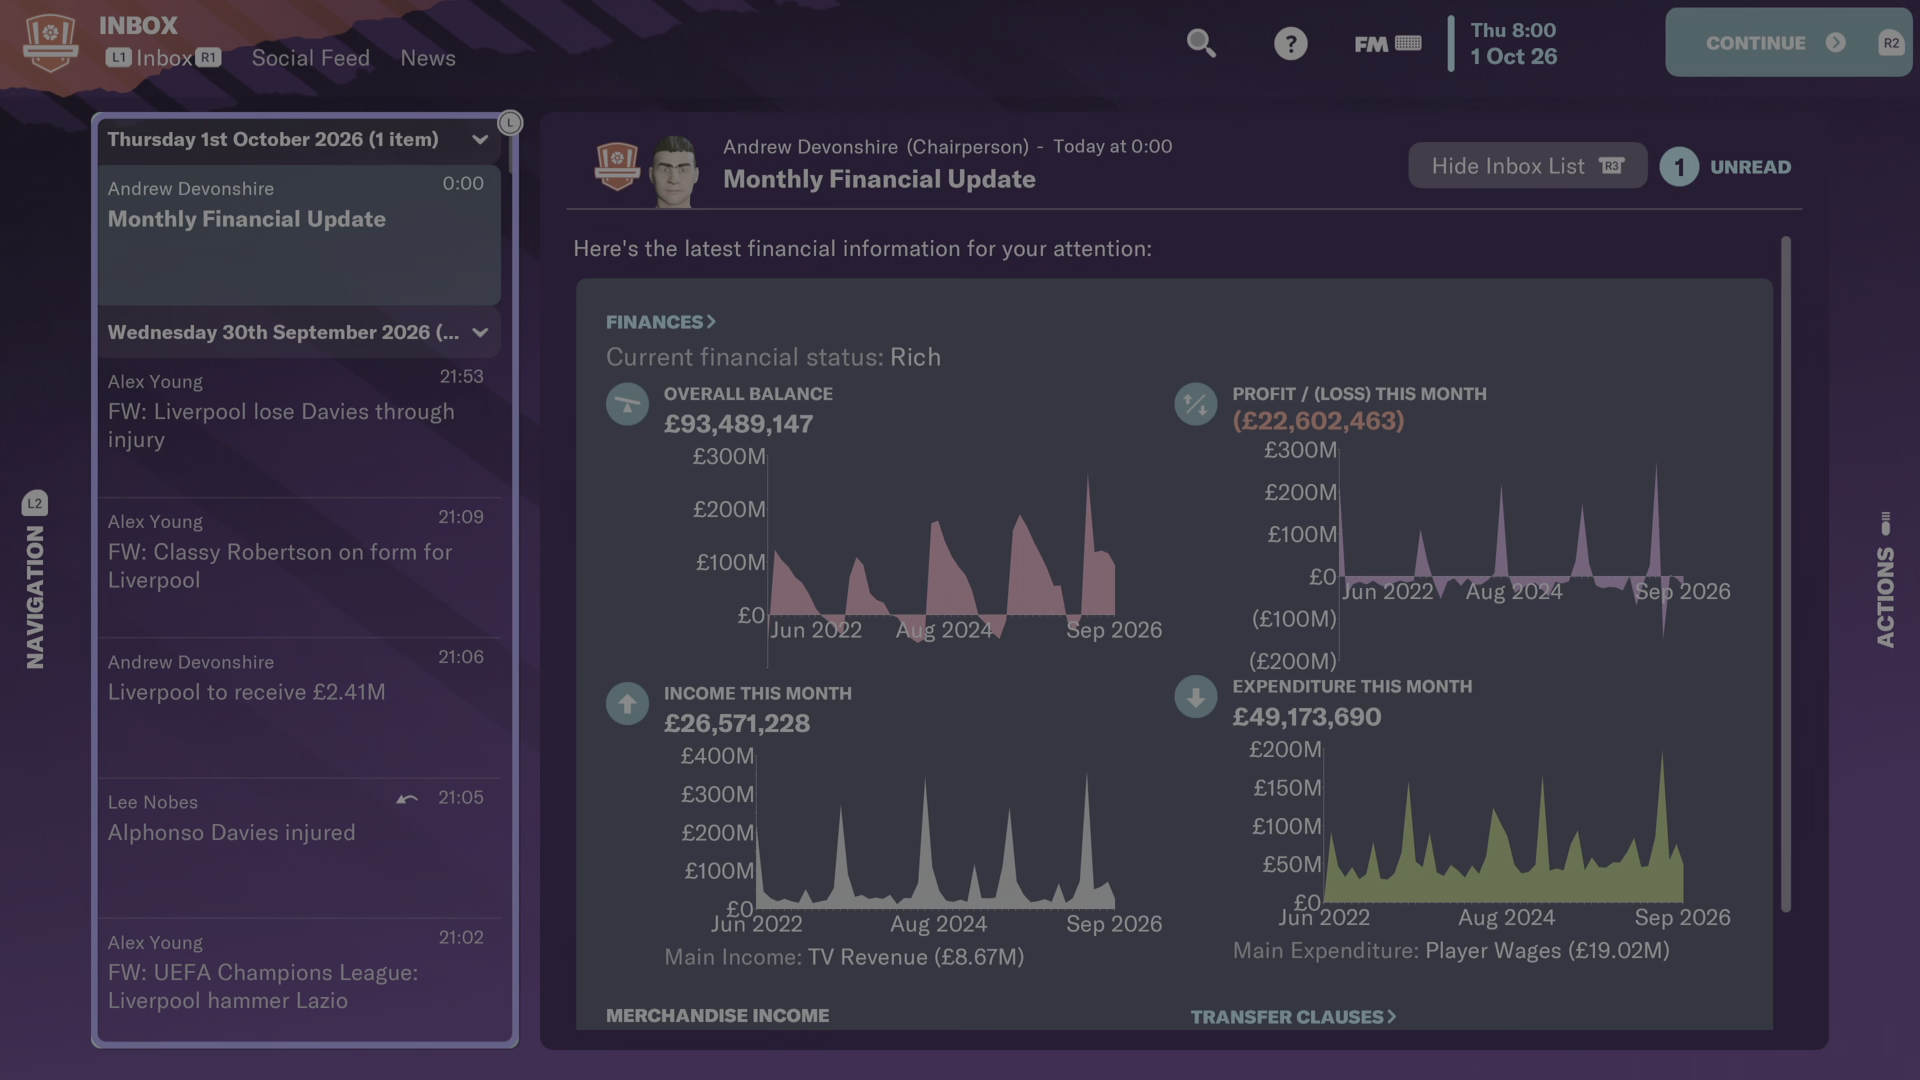 INBOX
L1 Inbox R1 Social Feed News
? FM
Thu 8:00
1 Oct 26
CONTINUE R2
L
Thursday 1st October 2026 (1 item)
Andrew Devonshire 0:00
Monthly Financial Update
Wednesday 30th September 2026 (...
Alex Young 21:53
FW: Liverpool lose Davies through
injury
Alex Young 21:09
FW: Classy Robertson on form for
Liverpool
Andrew Devonshire 21:06
Liverpool to receive £2.41M
Lee Nobes 21:05
Alphonso Davies injured
Alex Young 21:02
FW: UEFA Champions League:
Liverpool hammer Lazio
L2
NAVIGATION
Andrew Devonshire (Chairperson) - Today at 0:00
Monthly Financial Update
Hide Inbox List R3
1 UNREAD
Here's the latest financial information for your attention:
FINANCES
Current financial status: Rich
OVERALL BALANCE
£93,489,147
£300M
£200M
£100M
£0
Jun 2022 Aug 2024 Sep 2026
PROFIT / (LOSS) THIS MONTH
(£22,602,463)
£300M
£200M
£100M
£0
Jun 2022 Aug 2024 Sep 2026
(£100M)
(£200M)
INCOME THIS MONTH
£26,571,228
£400M
£300M
£200M
£100M
£0
Jun 2022 Aug 2024 Sep 2026
Main Income: TV Revenue (£8.67M)
EXPENDITURE THIS MONTH
£49,173,690
£200M
£150M
£100M
£50M
£0
Jun 2022 Aug 2024 Sep 2026
Main Expenditure: Player Wages (£19.02M)
MERCHANDISE INCOME
TRANSFER CLAUSES
ACTIONS